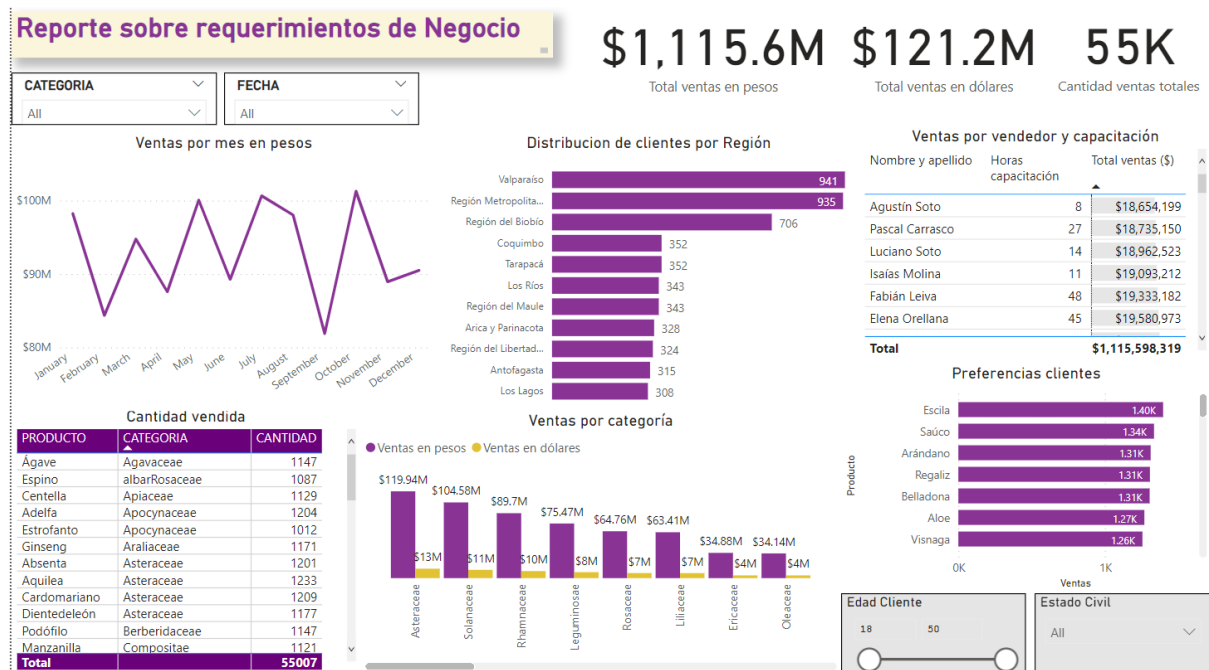 Reporte sobre requerimientos de Negocio
$1,115.6M
Total ventas en pesos
$121.2M
Total ventas en dólares
55K
Cantidad ventas totales
CATEGORIA
All
FECHA
All
Ventas por mes en pesos
$100M
$90M
$80M
January
February
March
April
May
June
July
August
September
October
November
December
Distribucion de clientes por Región
Valparaíso 941
Región Metropolita... 935
Región del Biobío 706
Coquimbo 352
Tarapacá 352
Los Ríos 343
Región del Maule 343
Arica y Parinacota 328
Región del Libertad... 324
Antofagasta 315
Los Lagos 308
Ventas por vendedor y capacitación
Nombre y apellido Horas capacitación Total ventas ($)
Agustín Soto 8 $18,654,199
Pascal Carrasco 27 $18,735,150
Luciano Soto 14 $18,962,523
Isaías Molina 11 $19,093,212
Fabián Leiva 48 $19,333,182
Elena Orellana 45 $19,580,973
Total $1,115,598,319
Cantidad vendida
PRODUCTO CATEGORIA CANTIDAD
Ágave Agavaceae 1147
Espino albarRosaceae 1087
Centella Apiaceae 1129
Adelfa Apocynaceae 1204
Estrofanto Apocynaceae 1012
Ginseng Araliaceae 1171
Absenta Asteraceae 1201
Aquilea Asteraceae 1233
Cardomariano Asteraceae 1209
Dientedeleón Asteraceae 1177
Podófilo Berberidaceae 1147
Manzanilla Compositae 1121
Total 55007
Ventas por categoría
Ventas en pesos Ventas en dólares
$119.94M
$104.58M
$89.7M
$75.47M
$64.76M
$63.41M
$34.88M
$34.14M
$13M
$11M
$10M
$8M
$7M
$7M
$4M
$4M
Asteraceae
Solanaceae
Rhamnaceae
Leguminosae
Rosaceae
Liliaceae
Ericaceae
Oleaceae
Preferencias clientes
Producto
Escila 1.40K
Saúco 1.34K
Arándano 1.31K
Regaliz 1.31K
Belladona 1.31K
Aloe 1.27K
Visnaga 1.26K
0K 1K
Ventas
Edad Cliente
18 50
Estado Civil
All